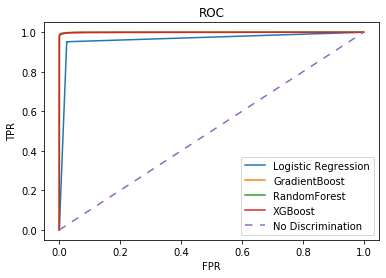 ROC
TPR
1.0
0.8
0.6
0.4
0.2
0.0
Logistic Regression
GradientBoost
RandomForest
XGBoost
No Discrimination
0.0 0.2 0.4 0.6 0.8 1.0
FPR